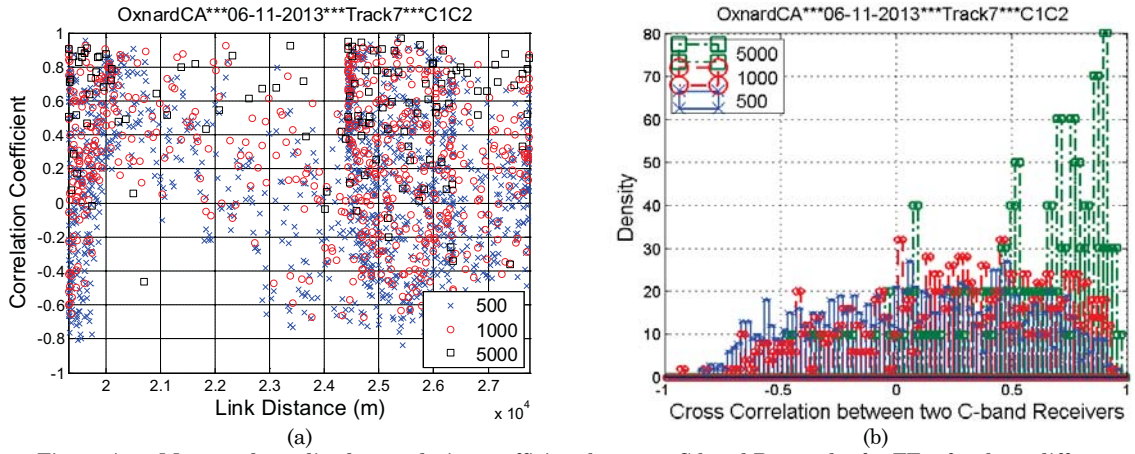 OxnardCA***06-11-2013***Track7***C1C2
1
0.8
0.6
0.4
0.2
0
-0.2
-0.4
-0.6
-0.8
-1
Correlation Coefficient
500
1000
5000
2 2.1 2.2 2.3 2.4 2.5 2.6 2.7
x 10^4
Link Distance (m)
(a)
OxnardCA***06-11-2013***Track7***C1C2
80
70
60
50
40
30
20
10
0
Density
5000
1000
500
-1 -0.5 0 0.5 1
Cross Correlation between two C-band Receivers
(b)